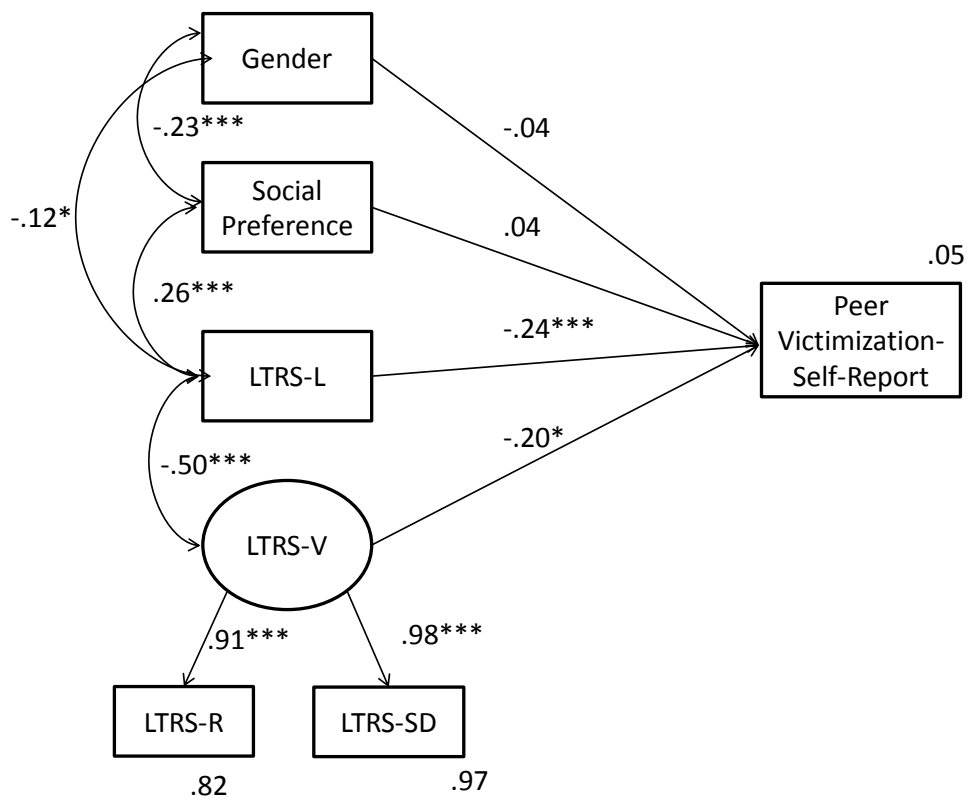 Gender
-.04
-.23***
Social
Preference
-.12*
.04
.05
.26***
Peer
Victimization-
Self-Report
-.24***
LTRS-L
-.20*
-.50***
LTRS-V
.91***
.98***
LTRS-R
LTRS-SD
.82
.97